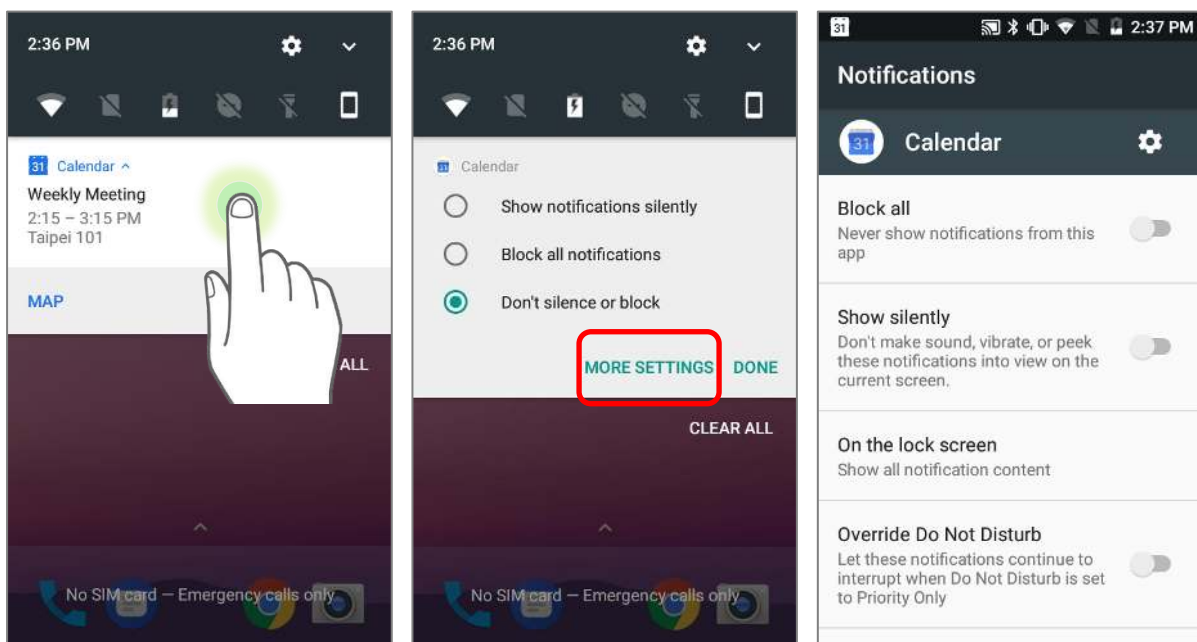 2:36 PM
31 Calendar
Weekly Meeting
2:15 – 3:15 PM
Taipei 101
MAP
ALL
No SIM card — Emergency calls only
2:36 PM
31 Calendar
Show notifications silently
Block all notifications
Don't silence or block
MORE SETTINGS DONE
CLEAR ALL
No SIM card — Emergency calls only
31 2:37 PM
Notifications
31 Calendar
Block all
Never show notifications from this
app
Show silently
Don't make sound, vibrate, or peek
these notifications into view on the
current screen.
On the lock screen
Show all notification content
Override Do Not Disturb
Let these notifications continue to
interrupt when Do Not Disturb is set
to Priority Only